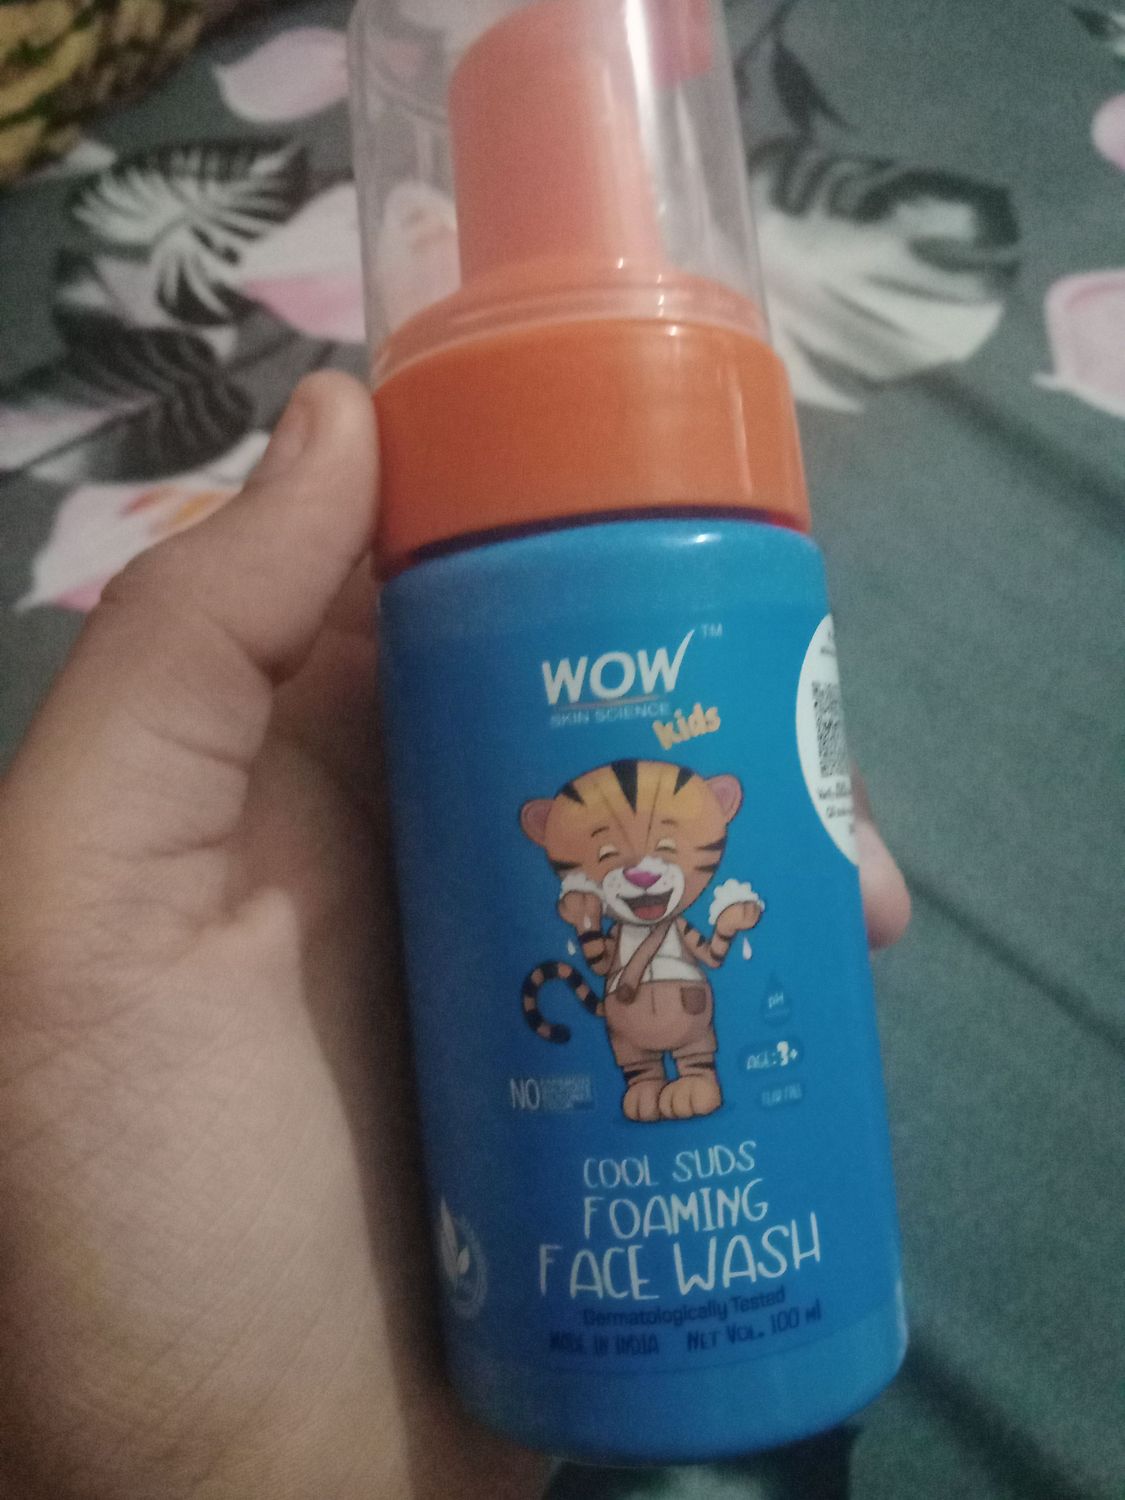 WOW™
SKIN SCIENCE
kids
pH
AGE: 3+
NO
COOL SUDS
FOAMING
FACE WASH
Dermatologically Tested
MADE IN INDIA NET VOL. 100 ml